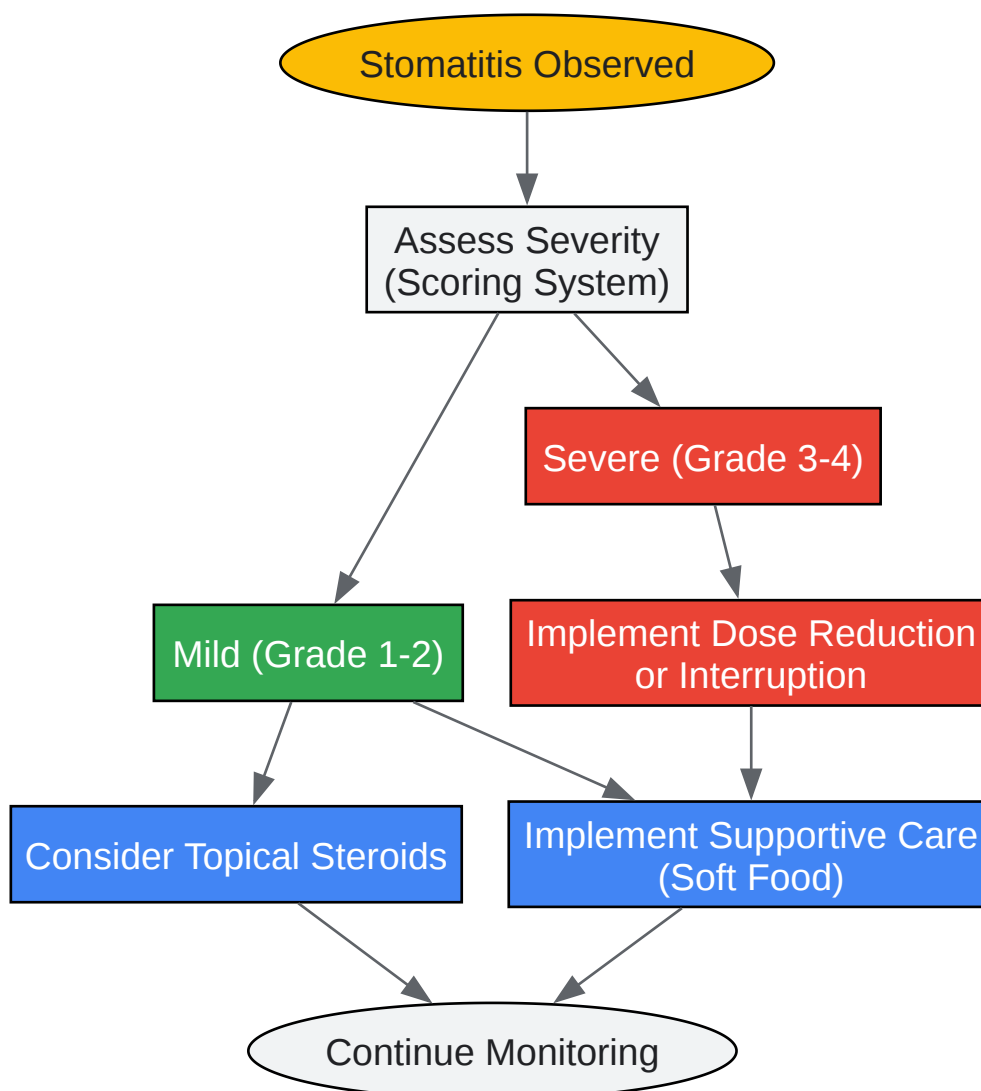 Stomatitis Observed
Assess Severity
(Scoring System)
Severe (Grade 3-4)
Mild (Grade 1-2)
Implement Dose Reduction
or Interruption
Consider Topical Steroids
Implement Supportive Care
(Soft Food)
Continue Monitoring